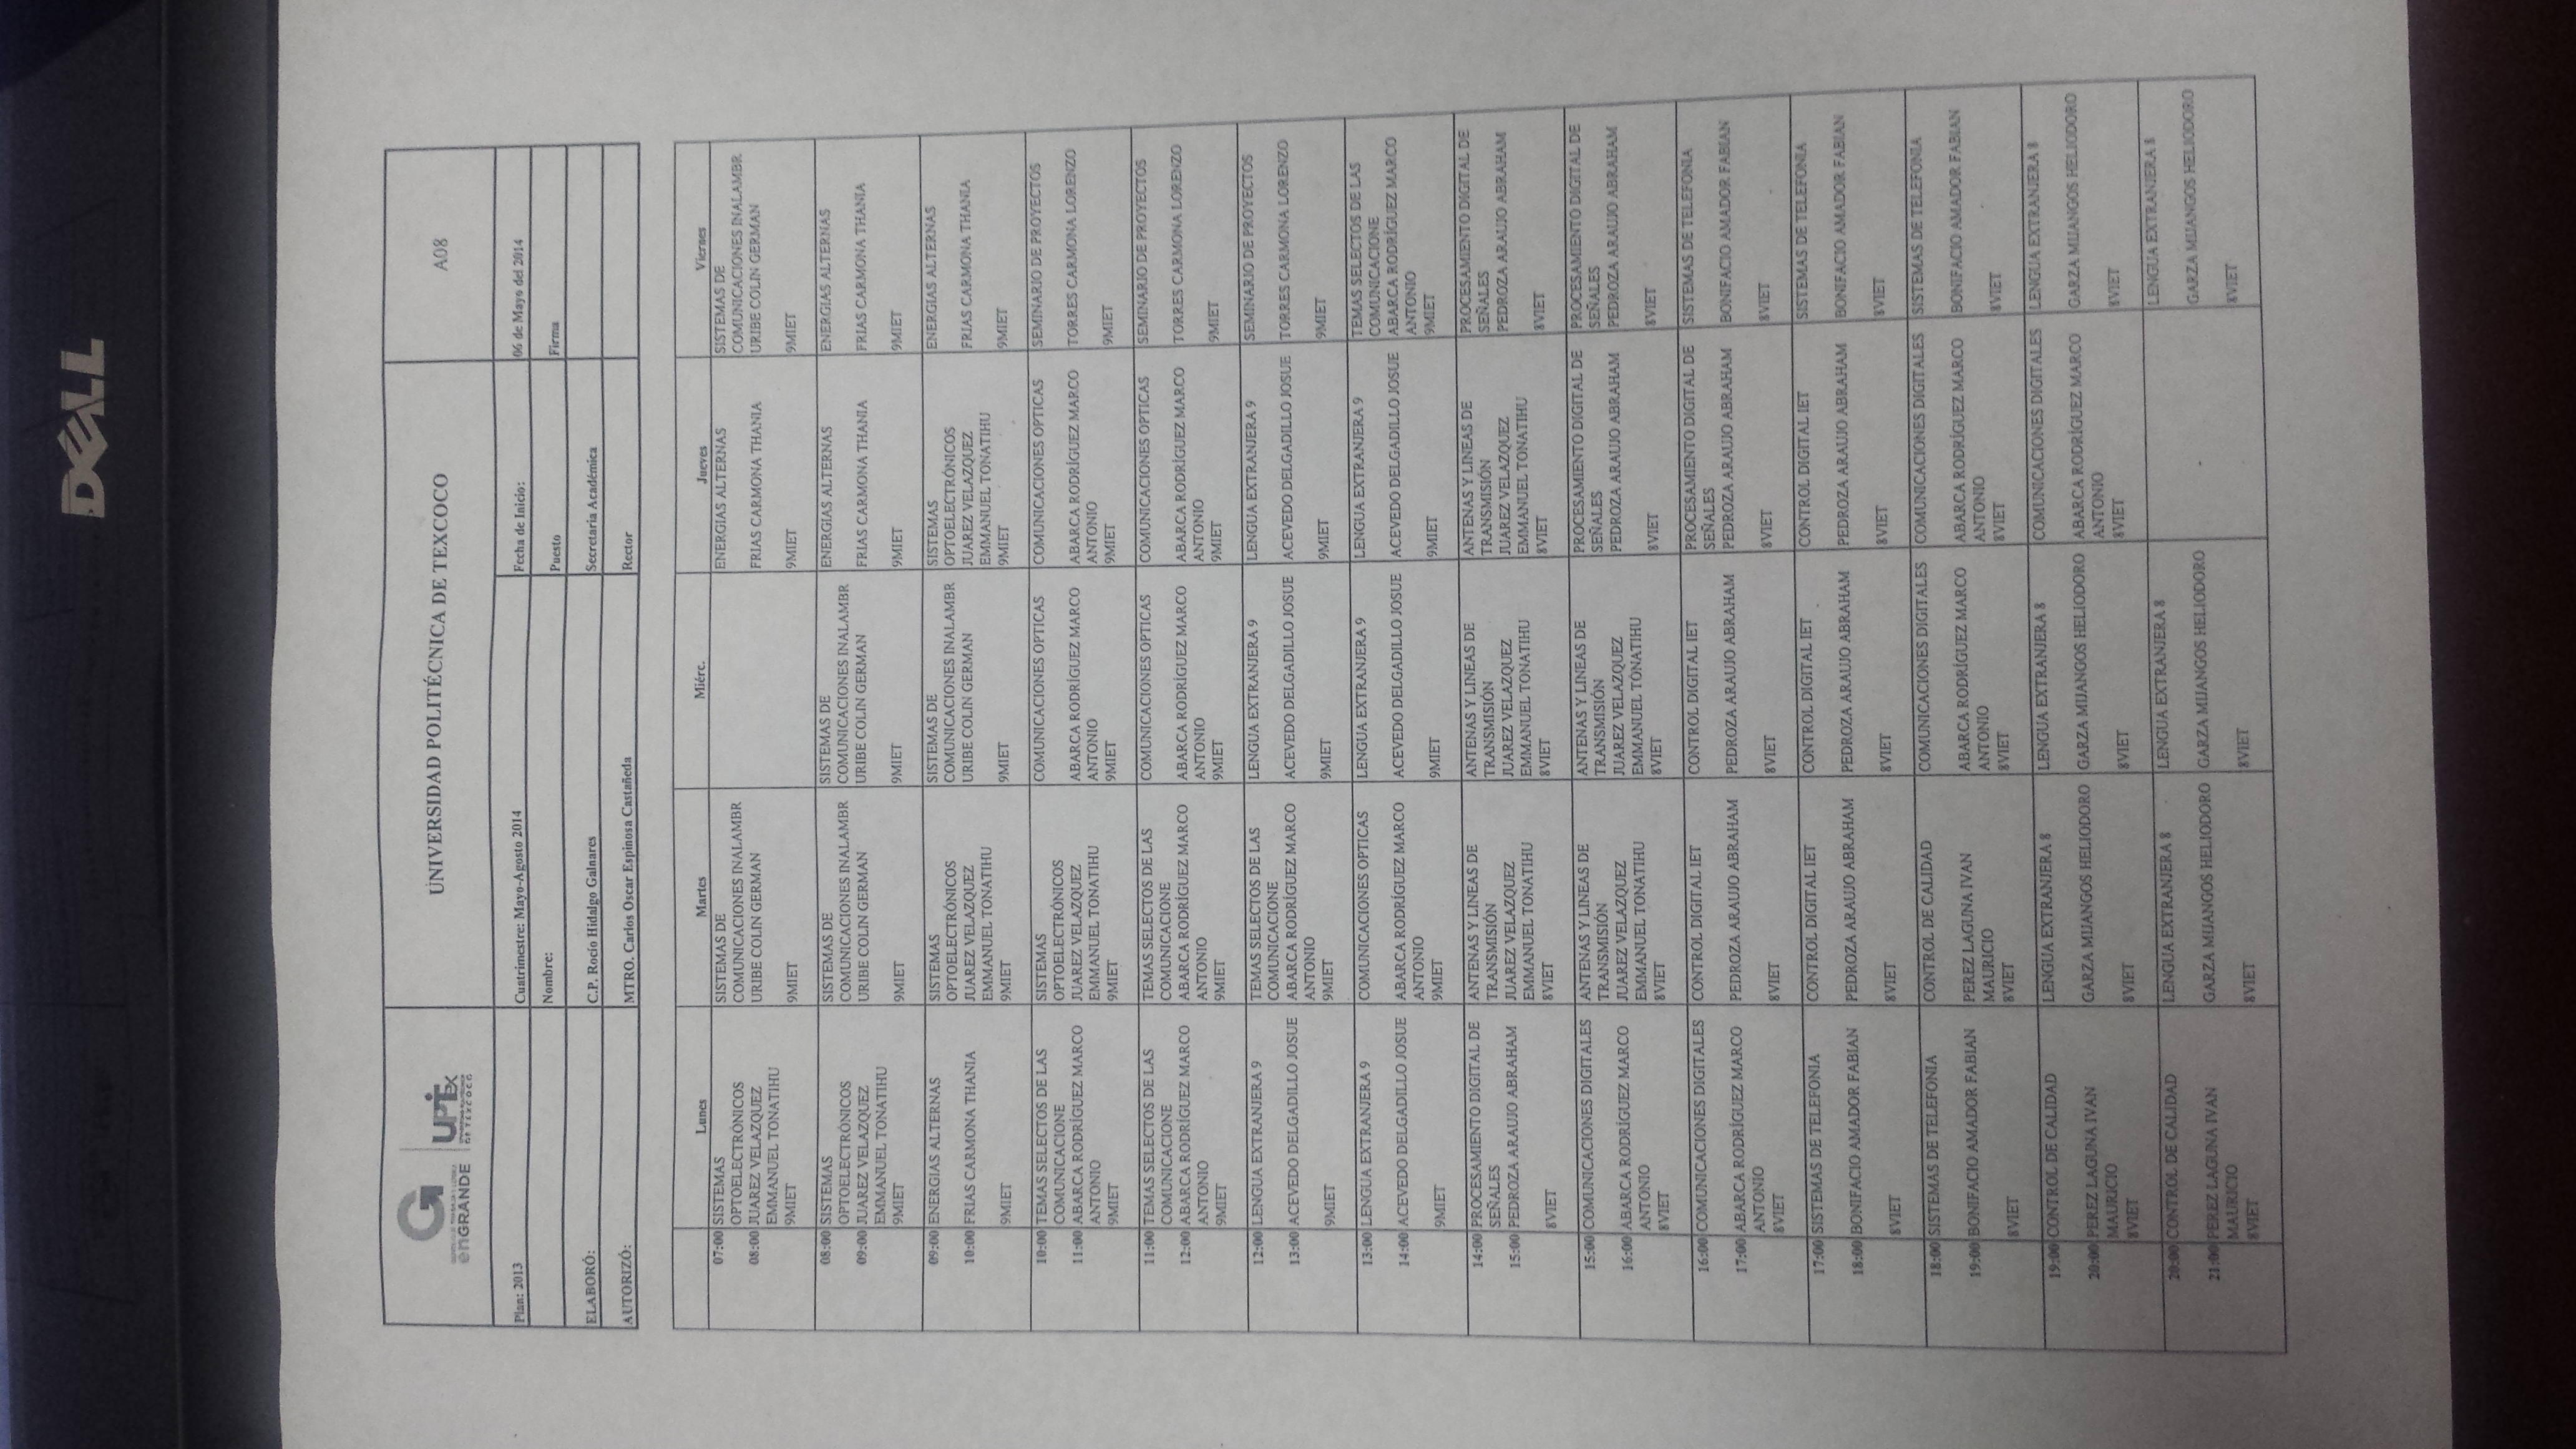 DELL
enGRANDE
UPTex
UNIVERSIDAD POLITÉCNICA
DE TEXCOCO
UNIVERSIDAD POLITÉCNICA DE TEXCOCO
A08
Plan: 2013
Cuatrimestre: Mayo-Agosto 2014
Fecha de Inicio:
06 de Mayo del 2014
Nombre:
Puesto
Firma
ELABORÓ:
C.P. Rocío Hidalgo Galnares
Secretaria Académica
AUTORIZÓ:
MTRO. Carlos Oscar Espinosa Castañeda
Rector
Lunes Martes Miérc. Jueves Viernes
07:00 SISTEMAS SISTEMAS DE ENERGIAS ALTERNAS SISTEMAS DE
OPTOELECTRÓNICOS COMUNICACIONES INALAMBR COMUNICACIONES INALAMBR
08:00 JUAREZ VELAZQUEZ URIBE COLIN GERMAN FRIAS CARMONA THANIA URIBE COLIN GERMAN
EMMANUEL TONATIHU
9MIET 9MIET 9MIET 9MIET
08:00 SISTEMAS SISTEMAS DE SISTEMAS DE ENERGIAS ALTERNAS ENERGIAS ALTERNAS
OPTOELECTRÓNICOS COMUNICACIONES INALAMBR COMUNICACIONES INALAMBR
09:00 JUAREZ VELAZQUEZ URIBE COLIN GERMAN URIBE COLIN GERMAN FRIAS CARMONA THANIA FRIAS CARMONA THANIA
EMMANUEL TONATIHU
9MIET 9MIET 9MIET 9MIET 9MIET
09:00 ENERGIAS ALTERNAS SISTEMAS SISTEMAS DE SISTEMAS ENERGIAS ALTERNAS
OPTOELECTRÓNICOS COMUNICACIONES INALAMBR OPTOELECTRÓNICOS
10:00 FRIAS CARMONA THANIA JUAREZ VELAZQUEZ URIBE COLIN GERMAN JUAREZ VELAZQUEZ FRIAS CARMONA THANIA
EMMANUEL TONATIHU EMMANUEL TONATIHU
9MIET 9MIET 9MIET 9MIET 9MIET
10:00 TEMAS SELECTOS DE LAS SISTEMAS COMUNICACIONES OPTICAS COMUNICACIONES OPTICAS SEMINARIO DE PROYECTOS
COMUNICACIONE OPTOELECTRÓNICOS
11:00 ABARCA RODRÍGUEZ MARCO JUAREZ VELAZQUEZ ABARCA RODRÍGUEZ MARCO ABARCA RODRÍGUEZ MARCO TORRES CARMONA LORENZO
ANTONIO EMMANUEL TONATIHU ANTONIO ANTONIO
9MIET 9MIET 9MIET 9MIET 9MIET
11:00 TEMAS SELECTOS DE LAS TEMAS SELECTOS DE LAS COMUNICACIONES OPTICAS COMUNICACIONES OPTICAS SEMINARIO DE PROYECTOS
COMUNICACIONE COMUNICACIONE
12:00 ABARCA RODRÍGUEZ MARCO ABARCA RODRÍGUEZ MARCO ABARCA RODRÍGUEZ MARCO ABARCA RODRÍGUEZ MARCO TORRES CARMONA LORENZO
ANTONIO ANTONIO ANTONIO ANTONIO
9MIET 9MIET 9MIET 9MIET 9MIET
12:00 LENGUA EXTRANJERA 9 TEMAS SELECTOS DE LAS LENGUA EXTRANJERA 9 LENGUA EXTRANJERA 9 SEMINARIO DE PROYECTOS
COMUNICACIONE
13:00 ACEVEDO DELGADILLO JOSUE ABARCA RODRÍGUEZ MARCO ACEVEDO DELGADILLO JOSUE ACEVEDO DELGADILLO JOSUE TORRES CARMONA LORENZO
ANTONIO
9MIET 9MIET 9MIET 9MIET 9MIET
13:00 LENGUA EXTRANJERA 9 COMUNICACIONES OPTICAS LENGUA EXTRANJERA 9 LENGUA EXTRANJERA 9 TEMAS SELECTOS DE LAS
COMUNICACIONE
14:00 ACEVEDO DELGADILLO JOSUE ABARCA RODRÍGUEZ MARCO ACEVEDO DELGADILLO JOSUE ACEVEDO DELGADILLO JOSUE ABARCA RODRÍGUEZ MARCO
ANTONIO ANTONIO
9MIET 9MIET 9MIET 9MIET 9MIET
14:00 PROCESAMIENTO DIGITAL DE ANTENAS Y LINEAS DE ANTENAS Y LINEAS DE ANTENAS Y LINEAS DE PROCESAMIENTO DIGITAL DE
SEÑALES TRANSMISIÓN TRANSMISIÓN TRANSMISIÓN SEÑALES
15:00 PEDROZA ARAUJO ABRAHAM JUAREZ VELAZQUEZ JUAREZ VELAZQUEZ JUAREZ VELAZQUEZ PEDROZA ARAUJO ABRAHAM
EMMANUEL TONATIHU EMMANUEL TONATIHU EMMANUEL TONATIHU
8VIET 8VIET 8VIET 8VIET 8VIET
15:00 COMUNICACIONES DIGITALES ANTENAS Y LINEAS DE ANTENAS Y LINEAS DE PROCESAMIENTO DIGITAL DE PROCESAMIENTO DIGITAL DE
TRANSMISIÓN TRANSMISIÓN SEÑALES SEÑALES
16:00 ABARCA RODRÍGUEZ MARCO JUAREZ VELAZQUEZ JUAREZ VELAZQUEZ PEDROZA ARAUJO ABRAHAM PEDROZA ARAUJO ABRAHAM
ANTONIO EMMANUEL TONATIHU EMMANUEL TONATIHU
8VIET 8VIET 8VIET 8VIET 8VIET
16:00 COMUNICACIONES DIGITALES CONTROL DIGITAL IET CONTROL DIGITAL IET PROCESAMIENTO DIGITAL DE SISTEMAS DE TELEFONIA
SEÑALES
17:00 ABARCA RODRÍGUEZ MARCO PEDROZA ARAUJO ABRAHAM PEDROZA ARAUJO ABRAHAM PEDROZA ARAUJO ABRAHAM BONIFACIO AMADOR FABIAN
ANTONIO
8VIET 8VIET 8VIET 8VIET 8VIET
17:00 SISTEMAS DE TELEFONIA CONTROL DIGITAL IET CONTROL DIGITAL IET CONTROL DIGITAL IET SISTEMAS DE TELEFONIA
18:00 BONIFACIO AMADOR FABIAN PEDROZA ARAUJO ABRAHAM PEDROZA ARAUJO ABRAHAM PEDROZA ARAUJO ABRAHAM BONIFACIO AMADOR FABIAN
8VIET 8VIET 8VIET 8VIET 8VIET
18:00 SISTEMAS DE TELEFONIA CONTROL DE CALIDAD COMUNICACIONES DIGITALES COMUNICACIONES DIGITALES SISTEMAS DE TELEFONIA
19:00 BONIFACIO AMADOR FABIAN PEREZ LAGUNA IVAN ABARCA RODRÍGUEZ MARCO ABARCA RODRÍGUEZ MARCO BONIFACIO AMADOR FABIAN
MAURICIO ANTONIO ANTONIO
8VIET 8VIET 8VIET 8VIET 8VIET
19:00 CONTROL DE CALIDAD LENGUA EXTRANJERA 8 LENGUA EXTRANJERA 8 COMUNICACIONES DIGITALES LENGUA EXTRANJERA 8
20:00 PEREZ LAGUNA IVAN GARZA MIJANGOS HELIODORO GARZA MIJANGOS HELIODORO ABARCA RODRÍGUEZ MARCO GARZA MIJANGOS HELIODORO
MAURICIO ANTONIO
8VIET 8VIET 8VIET 8VIET 8VIET
20:00 CONTROL DE CALIDAD LENGUA EXTRANJERA 8 LENGUA EXTRANJERA 8 LENGUA EXTRANJERA 8
21:00 PEREZ LAGUNA IVAN GARZA MIJANGOS HELIODORO GARZA MIJANGOS HELIODORO GARZA MIJANGOS HELIODORO
MAURICIO
8VIET 8VIET 8VIET 8VIET